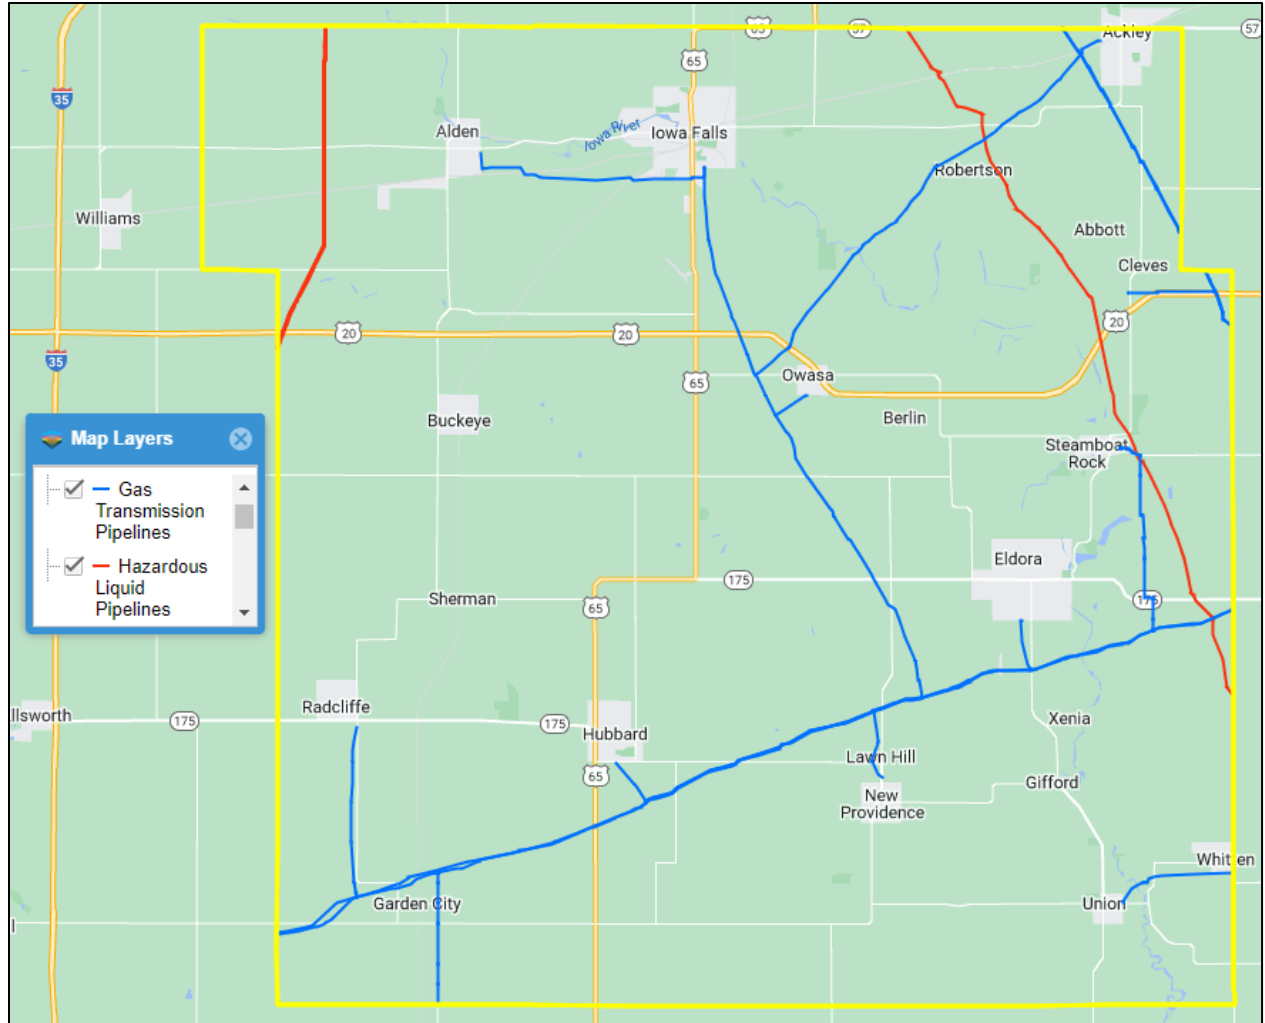 65
57
Ackley
57
65
35
Alden
Iowa River
Iowa Falls
Robertson
Williams
Abbott
Cleves
20
20
20
35
65
Owasa
Buckeye
Berlin
Steamboat
Rock
Map Layers
Gas
Transmission
Pipelines
Hazardous
Liquid
Pipelines
Eldora
175
Sherman
65
175
Radcliffe
llsworth
175
175
Hubbard
Xenia
Lawn Hill
65
Gifford
New
Providence
Whitten
Garden City
Union
l